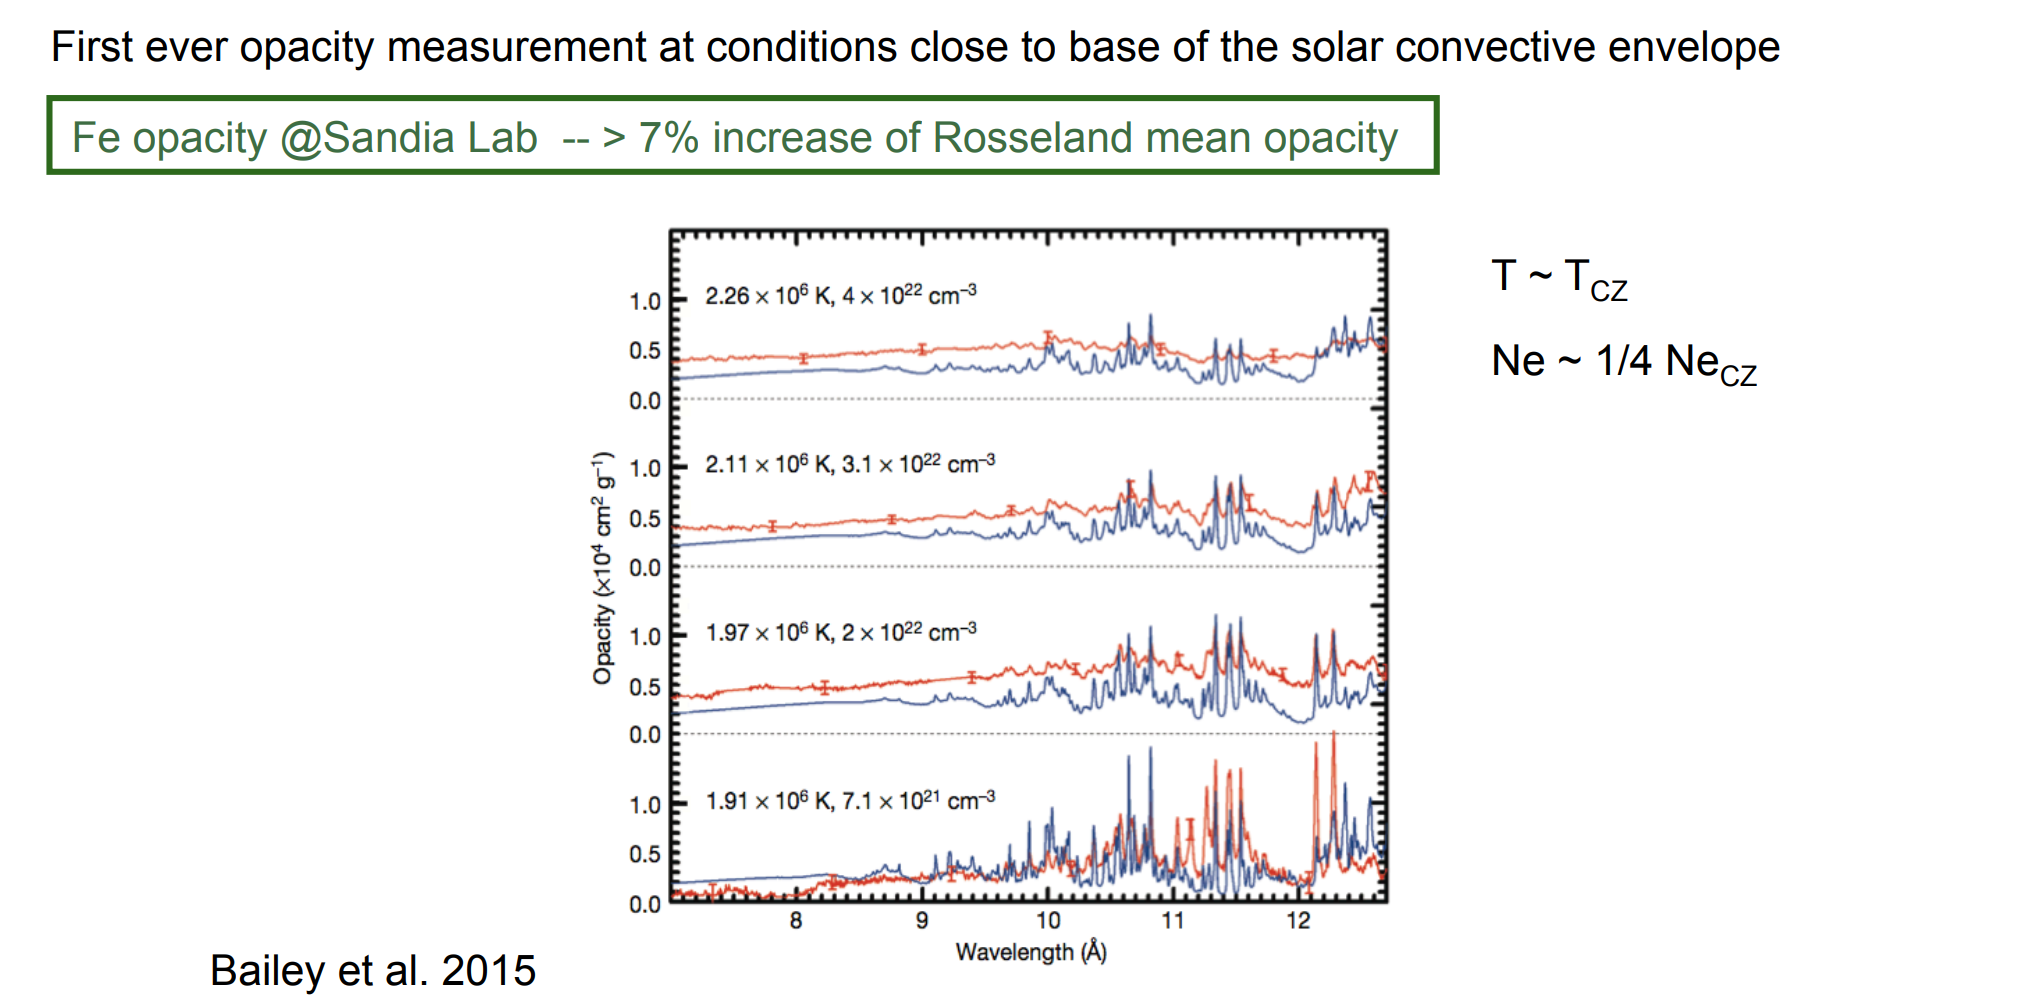 First ever opacity measurement at conditions close to base of the solar convective envelope
Fe opacity @Sandia Lab -- > 7% increase of Rosseland mean opacity
T ~ T_CZ
Ne ~ 1/4 Ne_CZ
Opacity (×10⁴ cm² g⁻¹)
1.0
0.5
0.0
2.26 × 10⁶ K, 4 × 10²² cm⁻³
1.0
0.5
0.0
2.11 × 10⁶ K, 3.1 × 10²² cm⁻³
1.0
0.5
0.0
1.97 × 10⁶ K, 2 × 10²² cm⁻³
1.0
0.5
0.0
1.91 × 10⁶ K, 7.1 × 10²¹ cm⁻³
8 9 10 11 12
Wavelength (Å)
Bailey et al. 2015